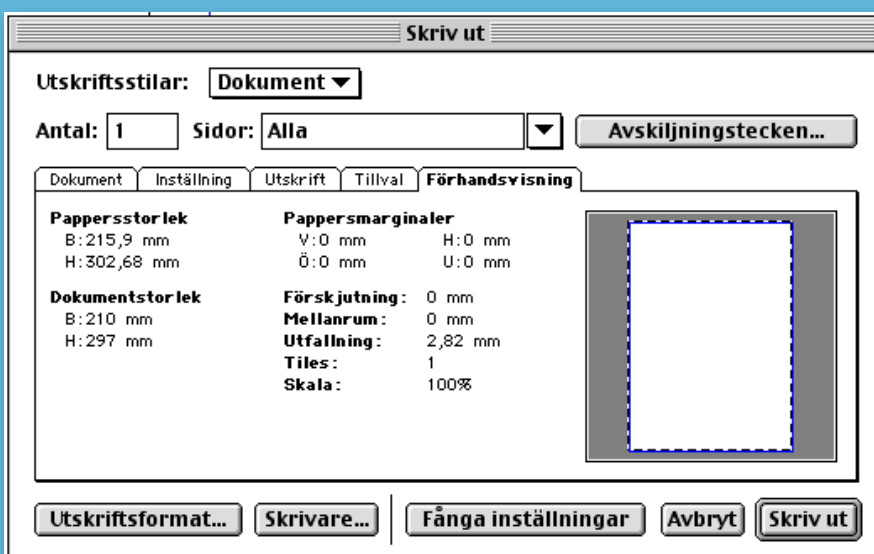 Skriv ut
Utskriftsstilar: Dokument
Antal: 1 Sidor: Alla Avskiljningstecken...
Dokument Inställning Utskrift Tillval Förhandsvisning
Pappersstorlek Pappersmarginaler
B:215,9 mm V:0 mm H:0 mm
H:302,68 mm Ö:0 mm U:0 mm
Dokumentstorlek Förskjutning: 0 mm
B:210 mm Mellanrum: 0 mm
H:297 mm Utfallning: 2,82 mm
Tiles: 1
Skala: 100%
Utskriftsformat... Skrivare... Fånga inställningar Avbryt Skriv ut